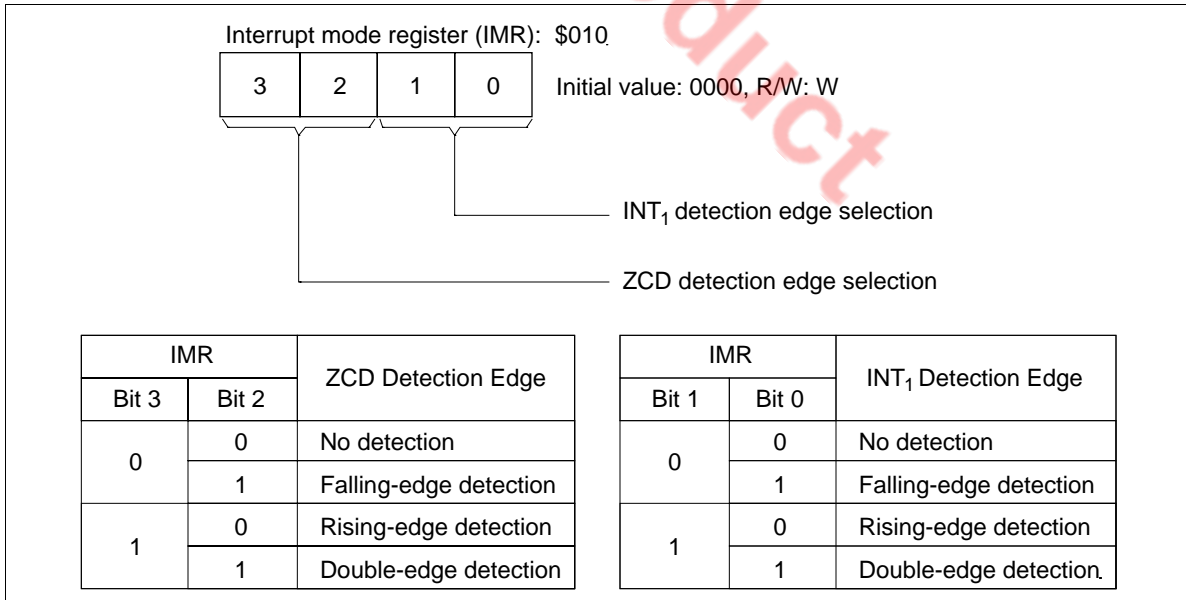 Interrupt mode register (IMR): $010
3 2 1 0 Initial value: 0000, R/W: W
INT1 detection edge selection
ZCD detection edge selection
IMR
ZCD Detection Edge
Bit 3 Bit 2
0 0 No detection
1 Falling-edge detection
1 0 Rising-edge detection
1 Double-edge detection
IMR
INT1 Detection Edge
Bit 1 Bit 0
0 0 No detection
1 Falling-edge detection
1 0 Rising-edge detection
1 Double-edge detection
duct